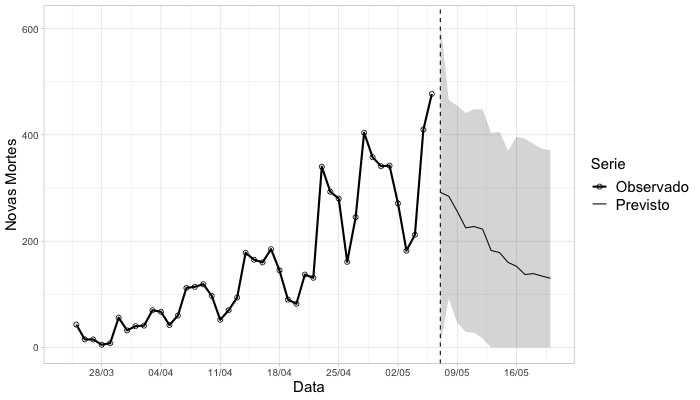 600
400
200
0
Novas Mortes
28/03
04/04
11/04
18/04
25/04
02/05
09/05
16/05
Data
Serie
Observado
Previsto